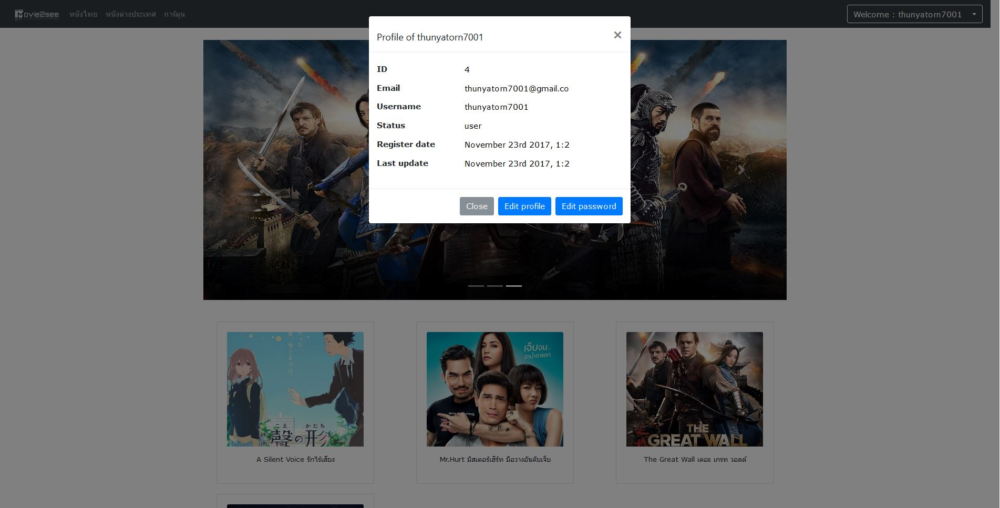 Movie2see หนังไทย หนังต่างประเทศ การ์ตูน Welcome : thunyatorn7001
Profile of thunyatorn7001 ×
ID 4
Email thunyatorn7001@gmail.co
Username thunyatorn7001
Status user
Register date November 23rd 2017, 1:2
Last update November 23rd 2017, 1:2
Close Edit profile Edit password
こえ かたち
映画 聲の形
A Silent Voice รักไร้เสียง
เจ็บจน...
อาน้ำตาแตก
Mr.Hurt มิสเตอร์เฮิร์ท มือวางอันดับเจ็บ
THE
GREAT WALL
The Great Wall เดอะ เกรท วอลล์